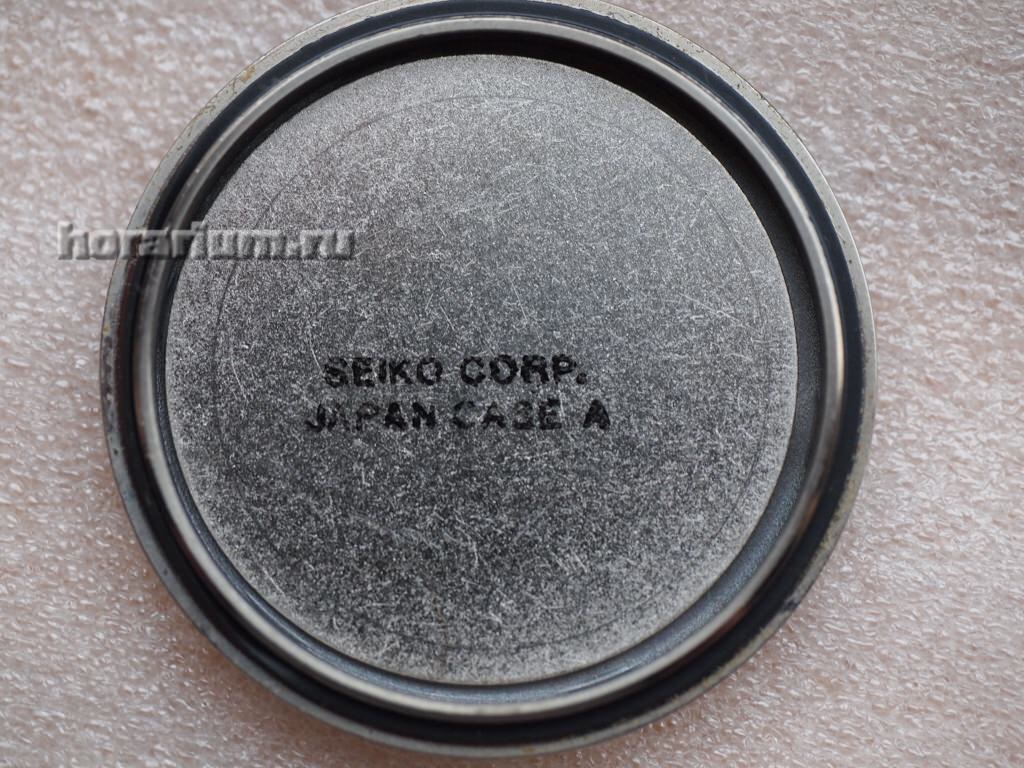 horarium.ru
SEIKO CORP.
JAPAN CASE A